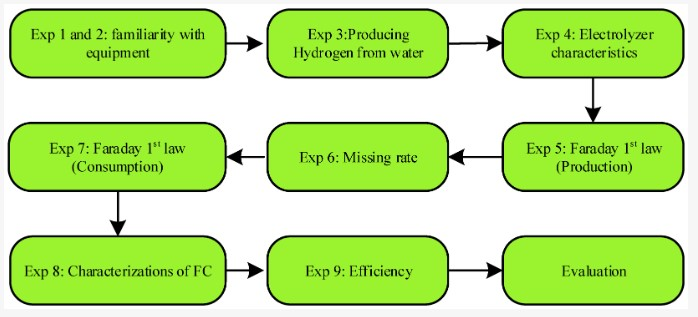 Exp 1 and 2: familiarity with
equipment
Exp 3:Producing
Hydrogen from water
Exp 4: Electrolyzer
characteristics
Exp 5: Faraday 1st law
(Production)
Exp 6: Missing rate
Exp 7: Faraday 1st law
(Consumption)
Exp 8: Characterizations of FC
Exp 9: Efficiency
Evaluation